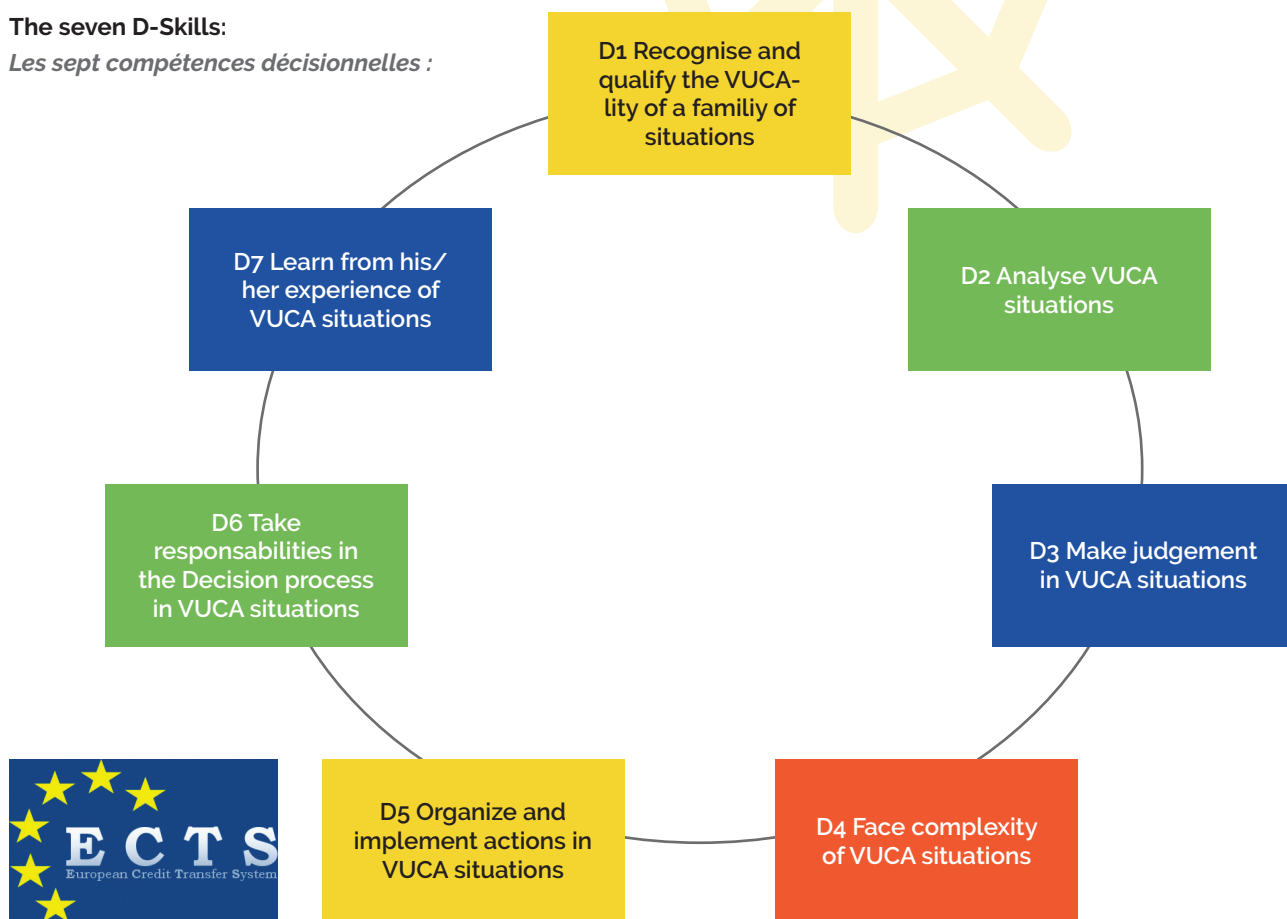 The seven D-Skills:
Les sept compétences décisionnelles :
D1 Recognise and
qualify the VUCA-
lity of a familiy of
situations
D2 Analyse VUCA
situations
D3 Make judgement
in VUCA situations
D4 Face complexity
of VUCA situations
D5 Organize and
implement actions in
VUCA situations
D6 Take
responsabilities in
the Decision process
in VUCA situations
D7 Learn from his/
her experience of
VUCA situations
E C T S
European Credit Transfer System